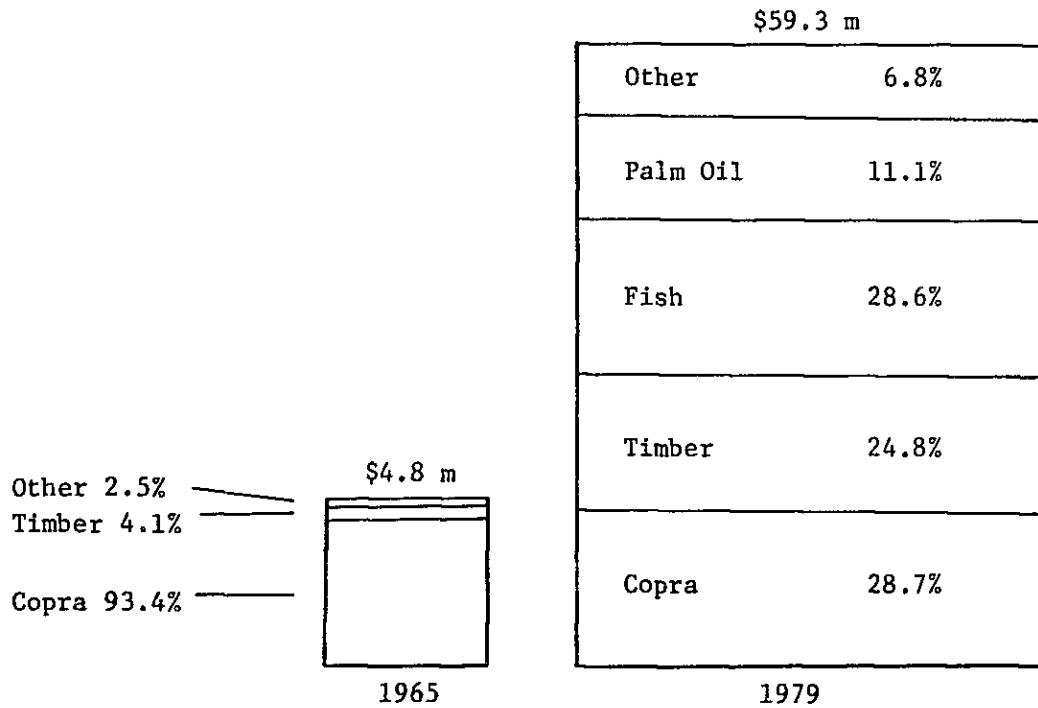 $59.3 m
Other 6.8%
Palm Oil 11.1%
Fish 28.6%
Timber 24.8%
Copra 28.7%
1979
$4.8 m
Other 2.5%
Timber 4.1%
Copra 93.4%
1965